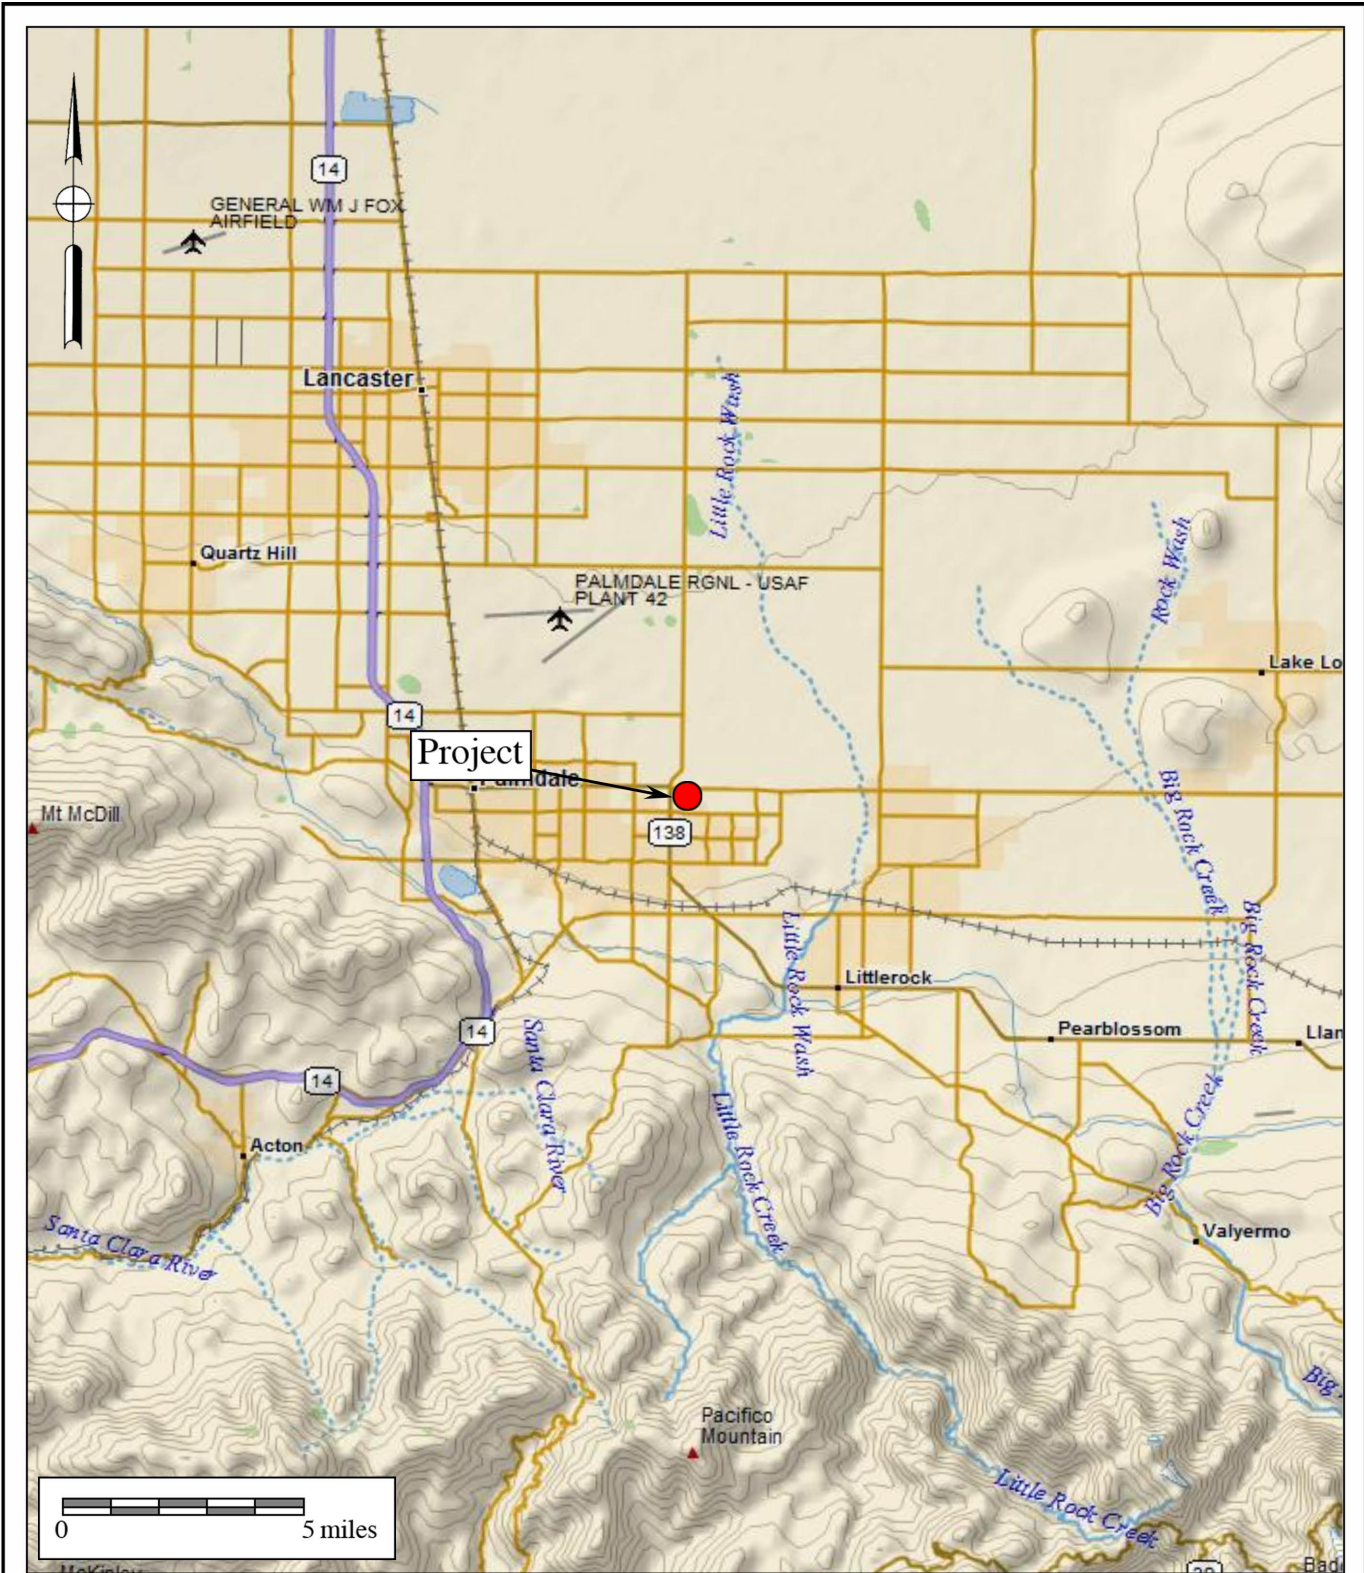 14
GENERAL WM J FOX
AIRFIELD
Lancaster
Little Rock Wash
Quartz Hill
Rock Wash
PALMDALE RGNL - USAF
PLANT 42
Lake Lo
14
Project
Palmdale
Mt McDill
138
Big Rock Creek
Big Rock Creek
Little Rock Wash
Littlerock
14
Pearblossom
Llan
Santa Clara River
14
Little Rock Creek
Big Rock Creek
Acton
Santa Clara River
Valyermo
Big
Pacifico
Mountain
Little Rock Creek
0 5 miles